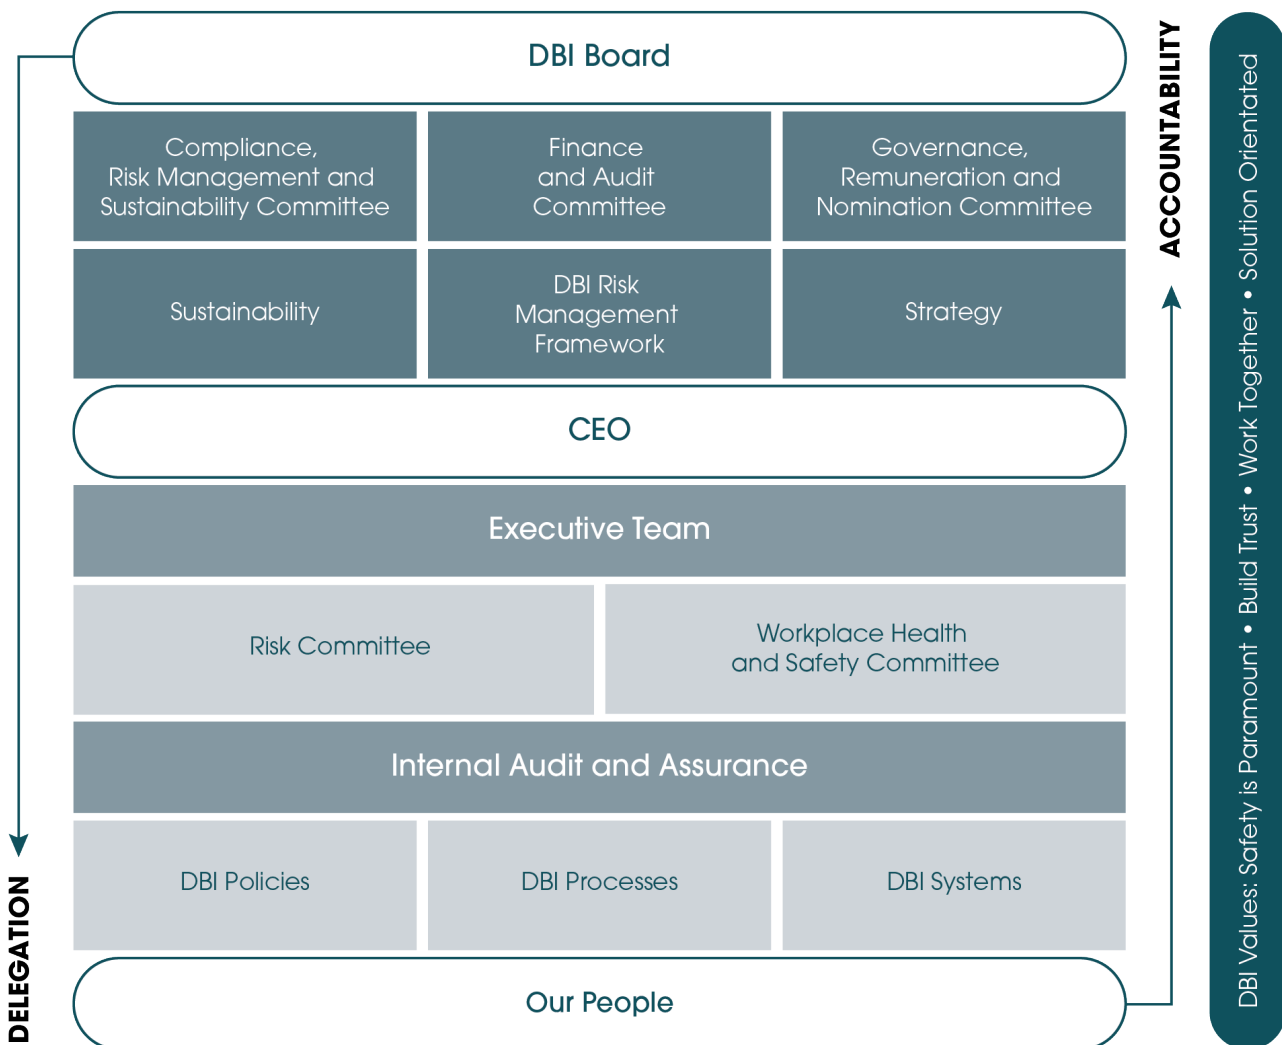 DBI Board
Compliance,
Risk Management and
Sustainability Committee
Finance
and Audit
Committee
Governance,
Remuneration and
Nomination Committee
Sustainability
DBI Risk
Management
Framework
Strategy
CEO
Executive Team
Risk Committee
Workplace Health
and Safety Committee
Internal Audit and Assurance
DBI Policies
DBI Processes
DBI Systems
Our People
DELEGATION
ACCOUNTABILITY
DBI Values: Safety is Paramount • Build Trust • Work Together • Solution Orientated